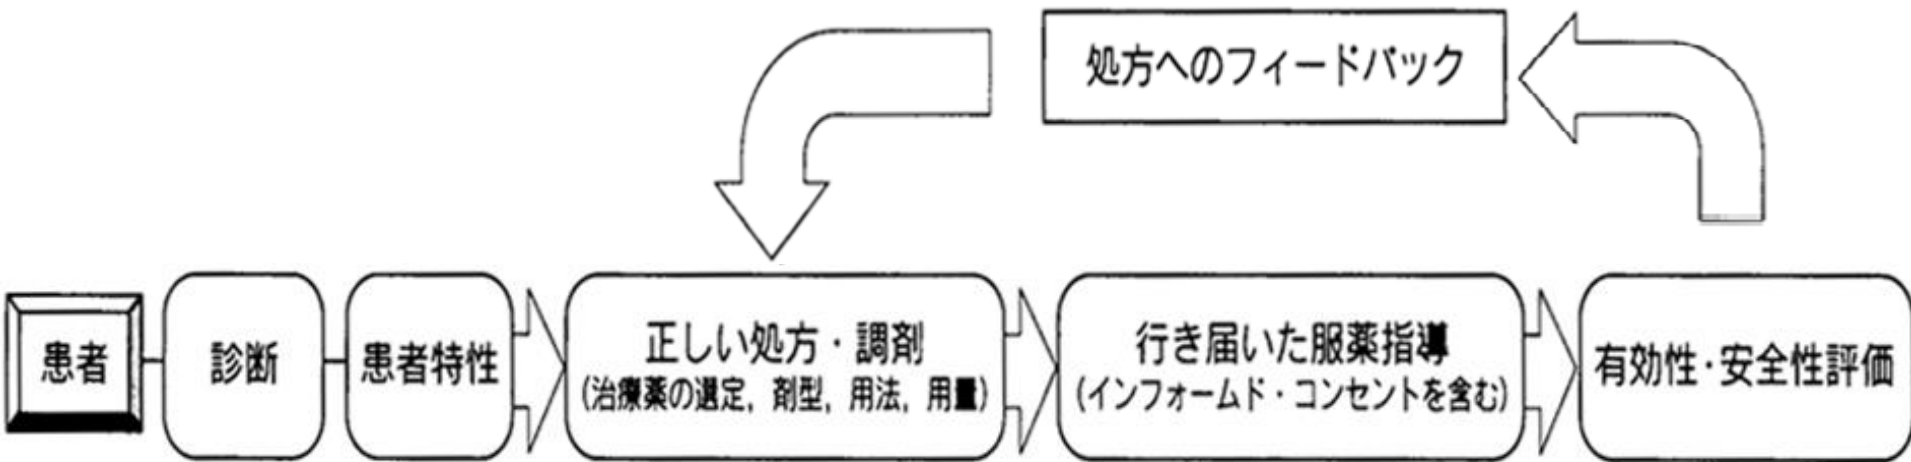 処方へのフィードバック
患者
診断
患者特性
正しい処方・調剤
(治療薬の選定, 剤型, 用法, 用量)
行き届いた服薬指導
(インフォームド・コンセントを含む)
有効性・安全性評価